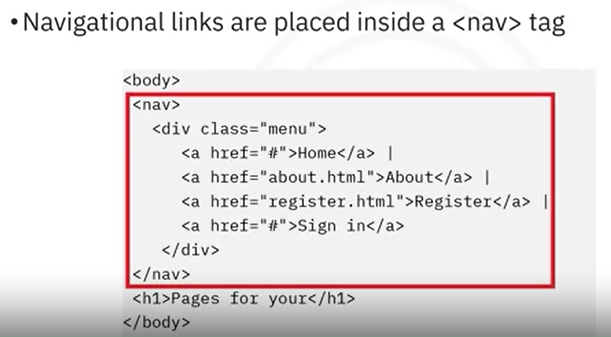 • Navigational links are placed inside a <nav> tag
<body>
<nav>
<div class="menu">
<a href="#">Home</a> |
<a href="about.html">About</a> |
<a href="register.html">Register</a> |
<a href="#">Sign in</a>
</div>
</nav>
<h1>Pages for your</h1>
</body>